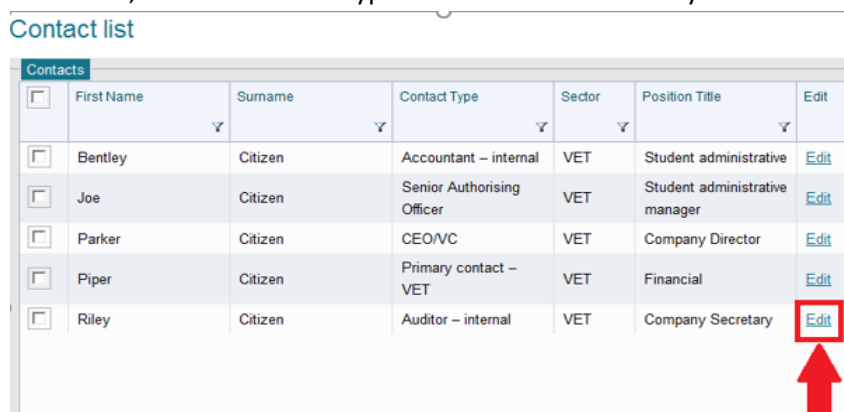 Contact list
Contacts
First Name Surname Contact Type Sector Position Title Edit
Bentley Citizen Accountant – internal VET Student administrative Edit
Joe Citizen Senior Authorising Officer VET Student administrative manager Edit
Parker Citizen CEO/VC VET Company Director Edit
Piper Citizen Primary contact – VET VET Financial Edit
Riley Citizen Auditor – internal VET Company Secretary Edit